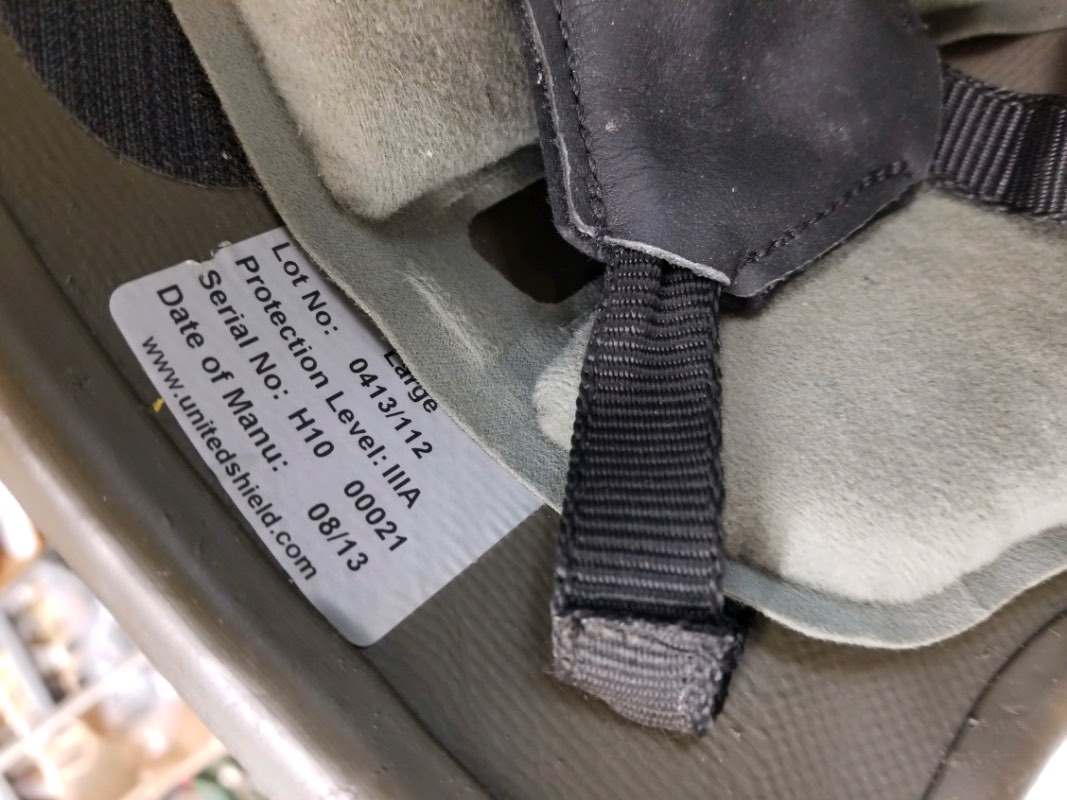 Large
Lot No: 0413/112
Protection Level: IIIA
Serial No: H10 00021
Date of Manu: 08/13
www.unitedshield.com